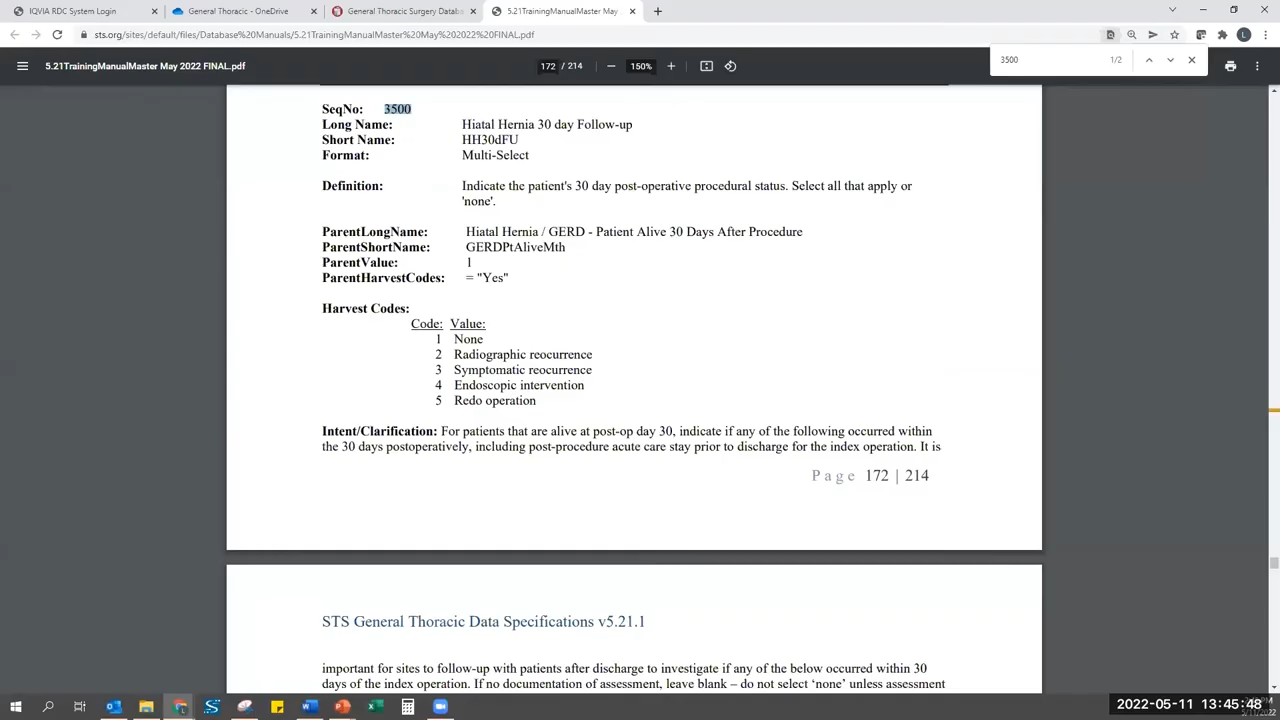 IQVIA RDC System Login
General Thoracic - OneDrive
General Thoracic Surgery Datab
5.21TrainingManualMaster May
sts.org/sites/default/files/Database%20Manuals/5.21TrainingManualMaster%20May%202022%20FINAL.pdf
L
5.21TrainingManualMaster May 2022 FINAL.pdf
172 / 214
150%
3500
1/2
SeqNo: 3500
Long Name: Hiatal Hernia 30 day Follow-up
Short Name: HH30dFU
Format: Multi-Select
Definition: Indicate the patient's 30 day post-operative procedural status. Select all that apply or
'none'.
ParentLongName: Hiatal Hernia / GERD - Patient Alive 30 Days After Procedure
ParentShortName: GERDPtAliveMth
ParentValue: 1
ParentHarvestCodes: = "Yes"
Harvest Codes:
Code: Value:
1 None
2 Radiographic reocurrence
3 Symptomatic reocurrence
4 Endoscopic intervention
5 Redo operation
Intent/Clarification: For patients that are alive at post-op day 30, indicate if any of the following occurred within
the 30 days postoperatively, including post-procedure acute care stay prior to discharge for the index operation. It is
Page 172 | 214
STS General Thoracic Data Specifications v5.21.1
important for sites to follow-up with patients after discharge to investigate if any of the below occurred within 30
days of the index operation. If no documentation of assessment, leave blank – do not select ‘none’ unless assessment
2022-05-11 13:45:48